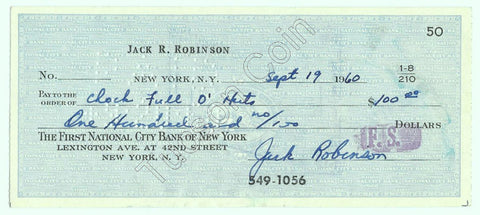 50
JACK R. ROBINSON
No. NEW YORK, N.Y. Sept 19 1960 1-8/210
PAY TO THE ORDER OF Chock Full O' Nuts $100 00
One Hundred and no/100 DOLLARS
THE FIRST NATIONAL CITY BANK OF NEW YORK
LEXINGTON AVE. AT 42ND STREET
NEW YORK, N. Y.
F. S.
Jack Robinson
549-1056